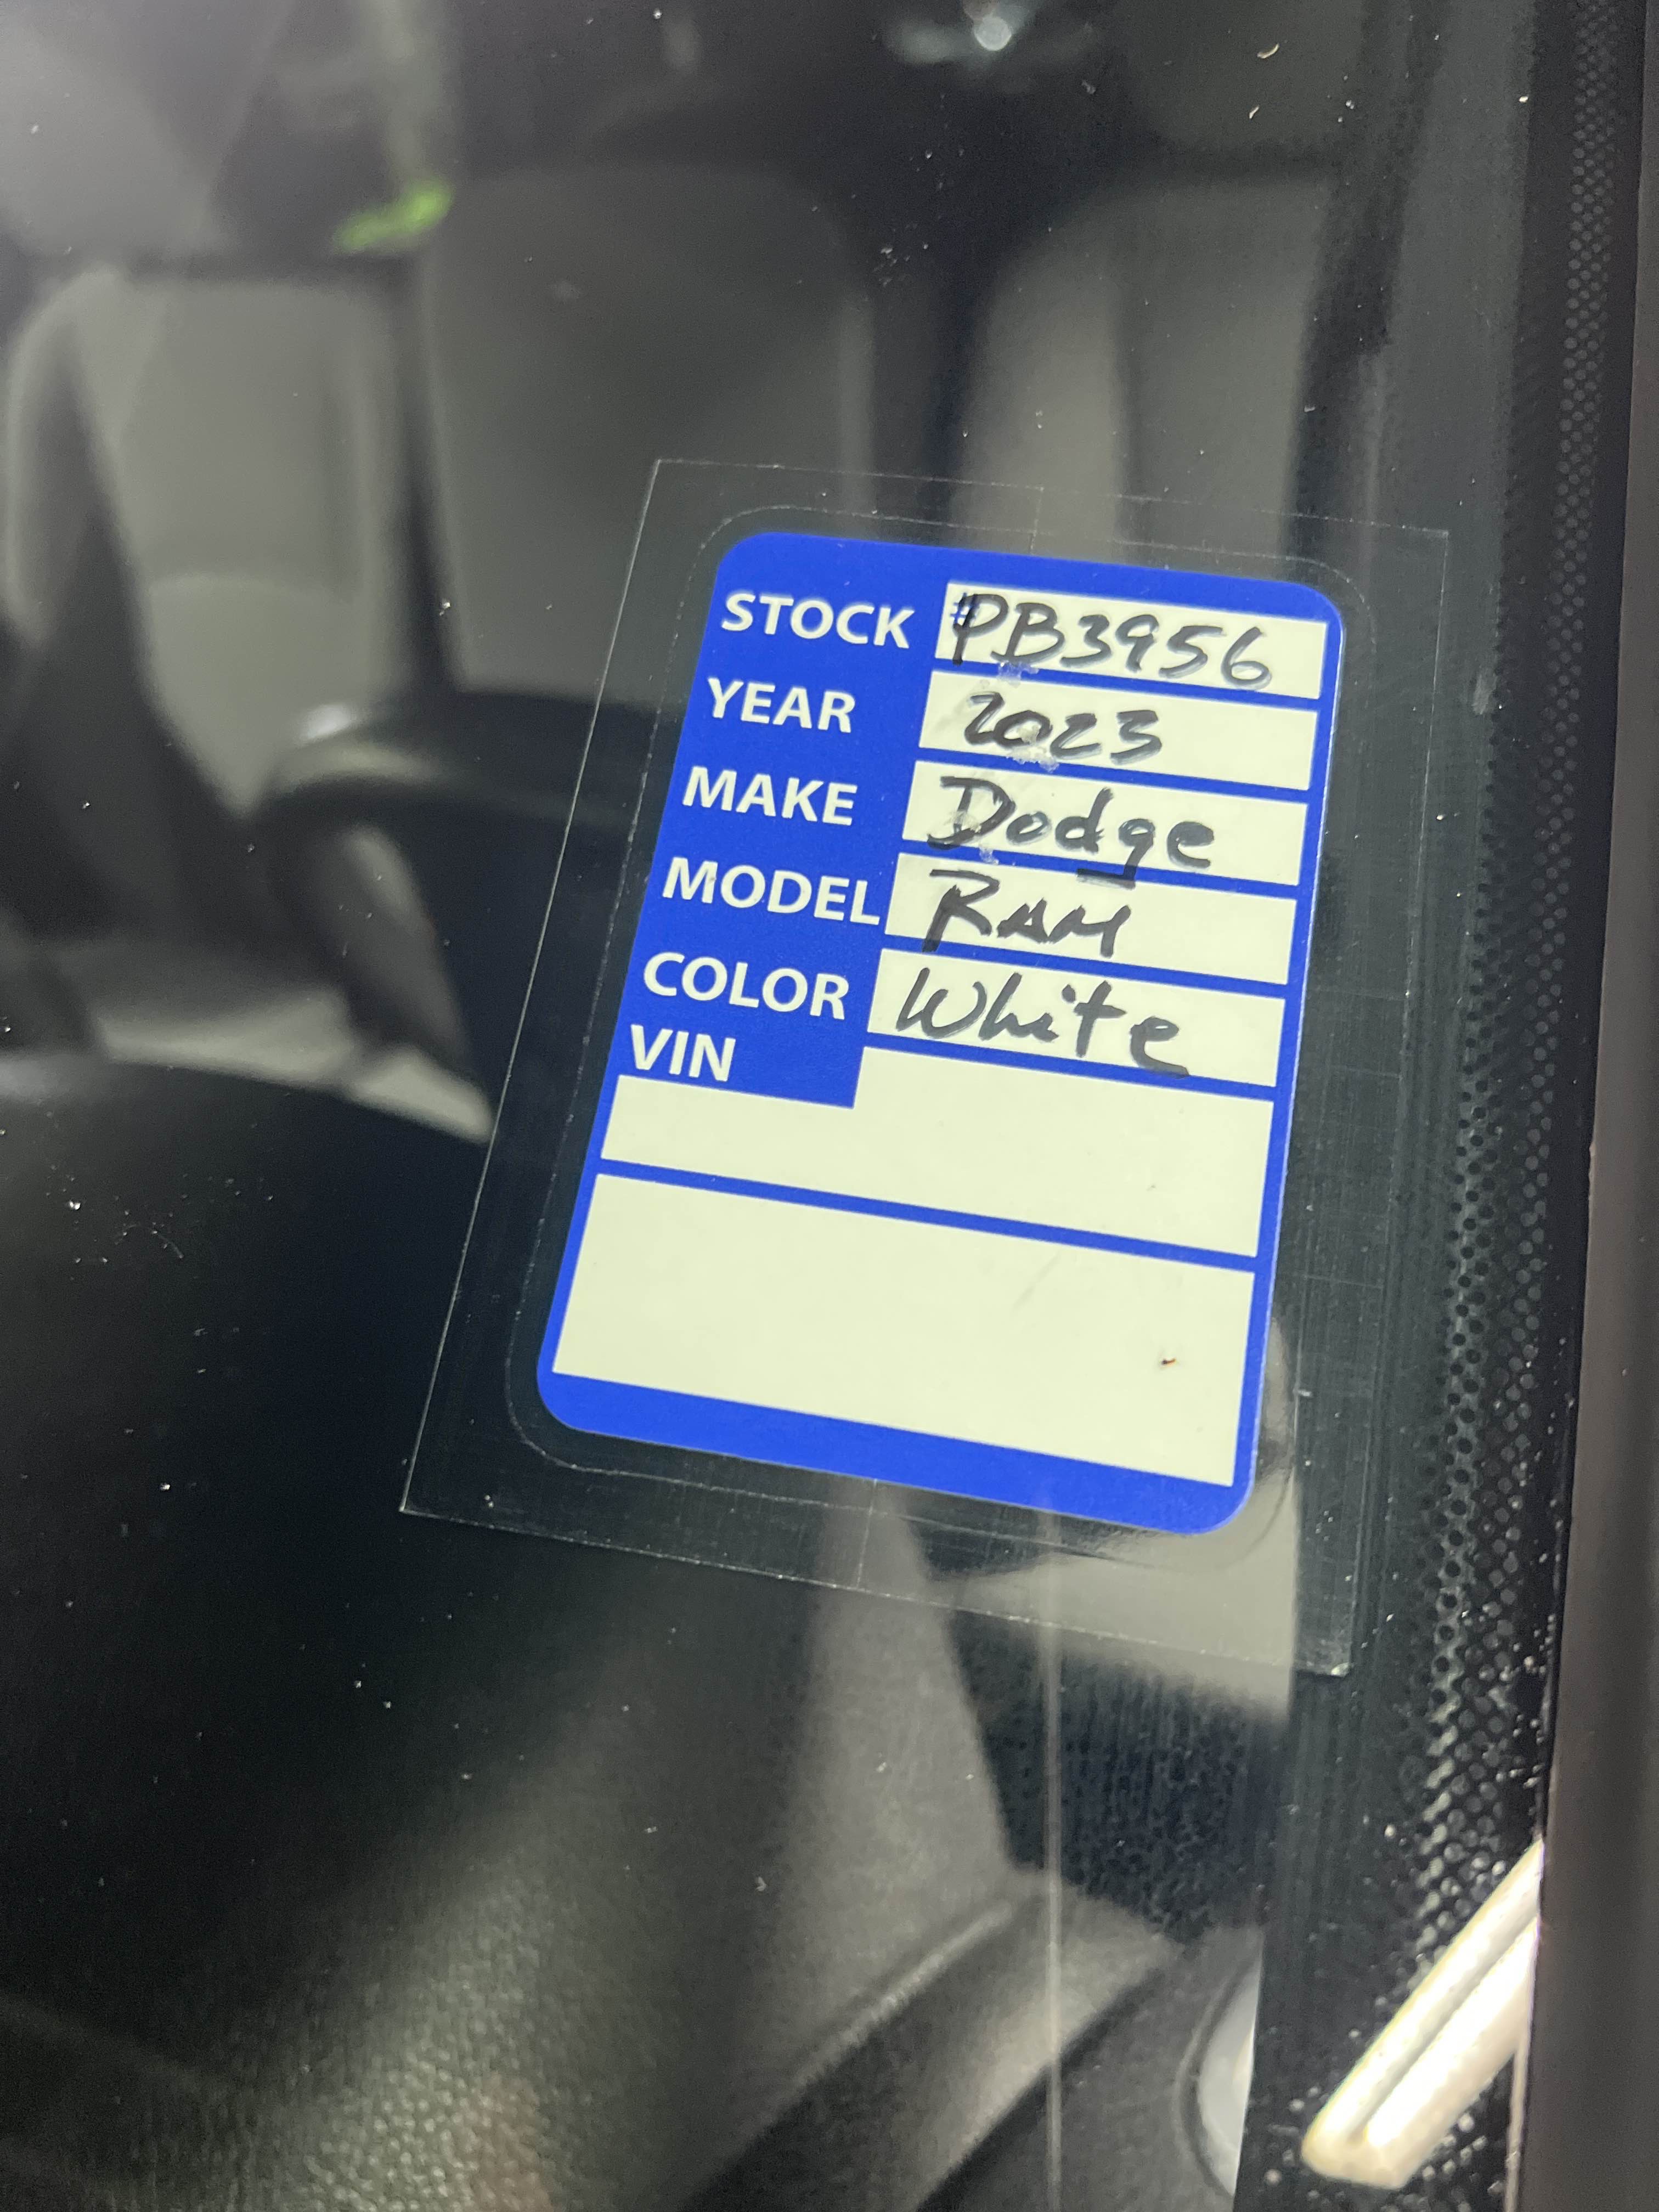 STOCK #PB3956
YEAR 2023
MAKE Dodge
MODEL RAM
COLOR White
VIN